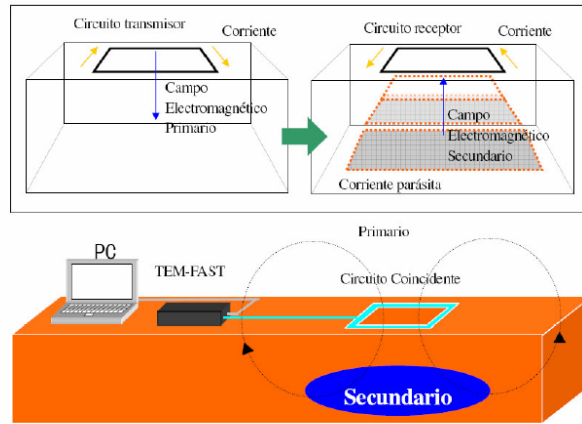 Circuito transmisor
Corriente
Campo
Electromagnético
Primario
Circuito receptor
Corriente
Campo
Electromagnético
Secundario
Corriente parásita
PC
TEM-FAST
Primario
Circuito Coincidente
Secundario